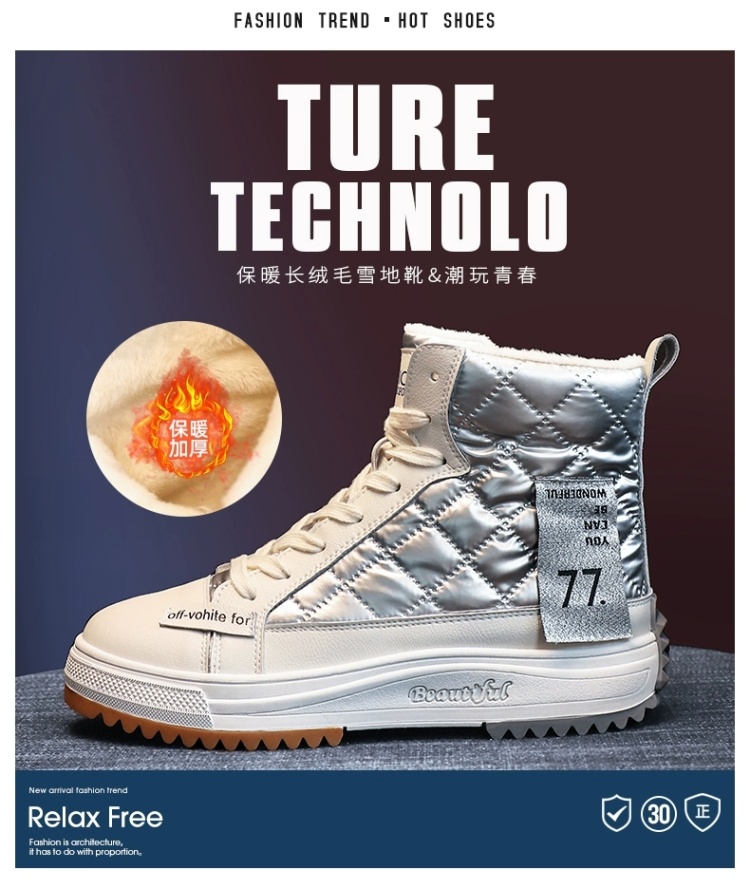 FASHION TREND ▪ HOT SHOES
TURE
TECHNOLO
保暖长绒毛雪地靴&潮玩青春
保暖
加厚
off-vohite for
YOU
CAN
BE
WONDERFUL
77.
Beautiful
New arrival fashion trend
Relax Free
Fashion is architecture,
it has to do with proportion。
30
正